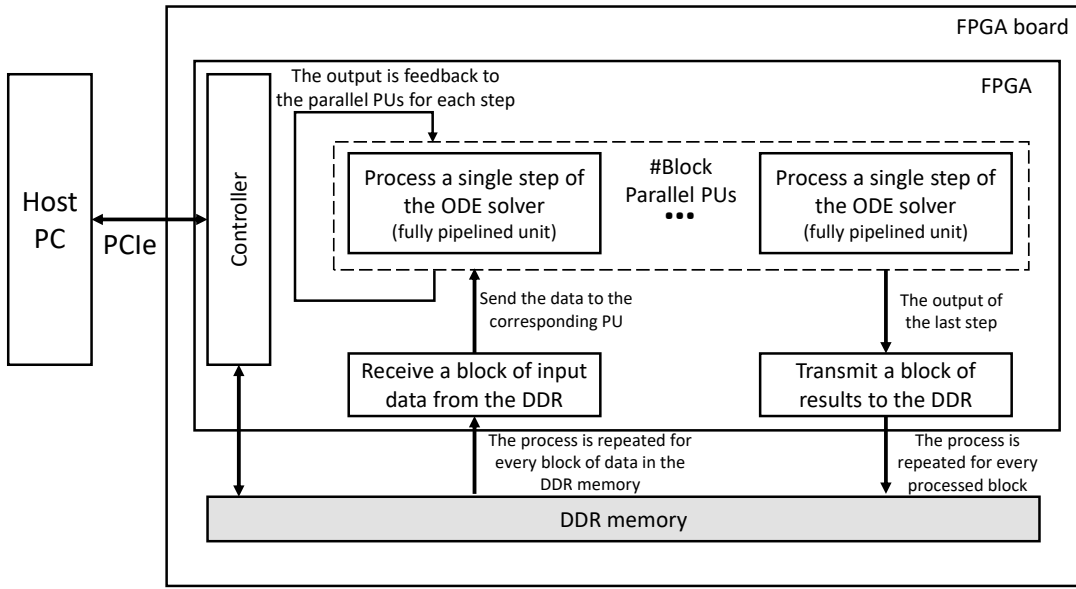 FPGA board
FPGA
The output is feedback to
the parallel PUs for each step
Host
PC
PCIe
Controller
Process a single step of
the ODE solver
(fully pipelined unit)
#Block
Parallel PUs
...
Process a single step of
the ODE solver
(fully pipelined unit)
Send the data to the
corresponding PU
The output of
the last step
Receive a block of input
data from the DDR
Transmit a block of
results to the DDR
The process is repeated for
every block of data in the
DDR memory
The process is
repeated for every
processed block
DDR memory